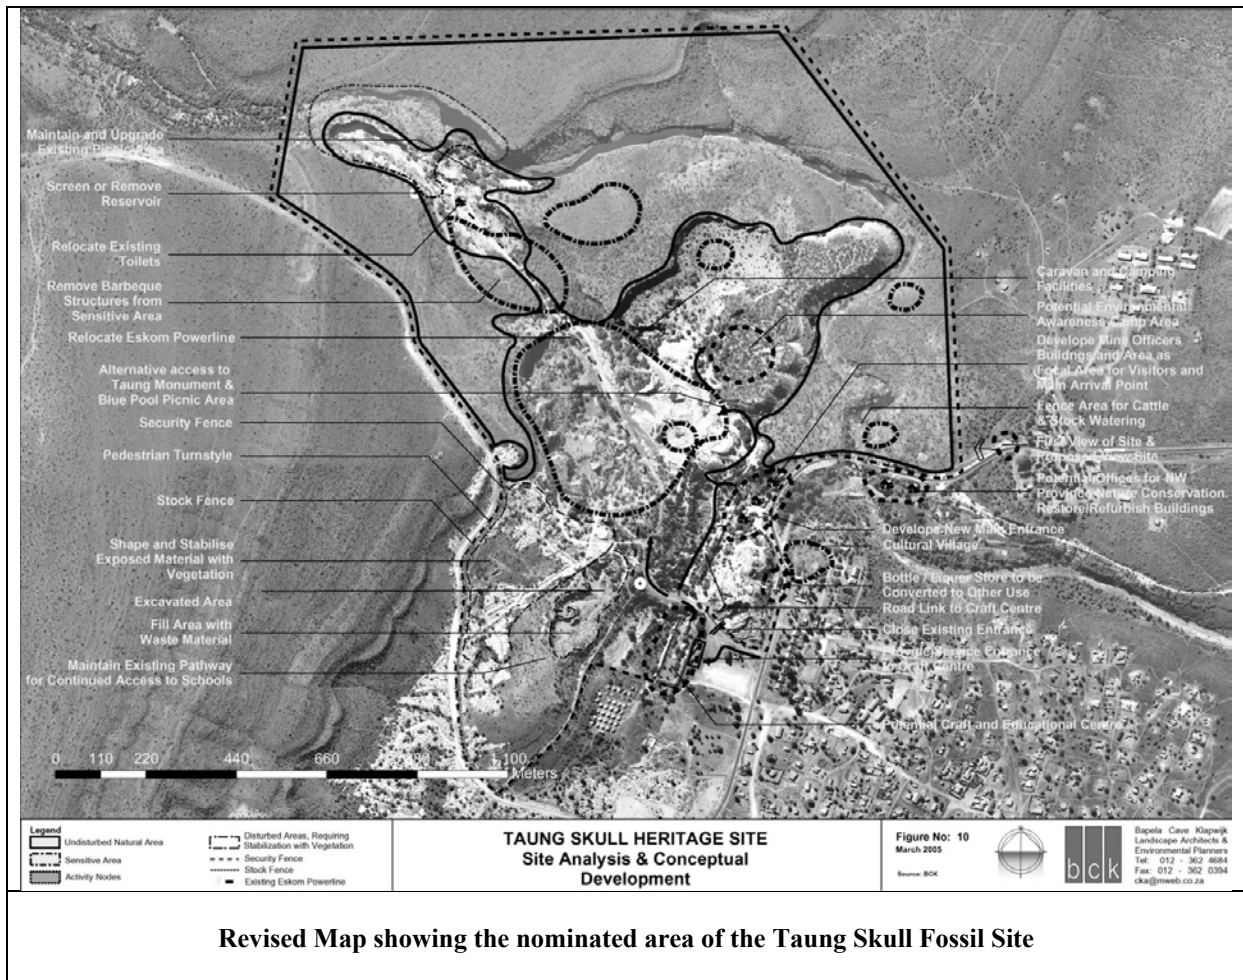 Maintain and Upgrade
Existing Picnic Area
Screen or Remove
Reservoir
Relocate Existing
Toilets
Remove Barbeque
Structures from
Sensitive Area
Relocate Eskom Powerline
Alternative access to
Taung Monument &
Blue Pool Picnic Area
Security Fence
Pedestrian Turnstyle
Stock Fence
Shape and Stabilise
Exposed Material with
Vegetation
Excavated Area
Fill Area with
Waste Material
Maintain Existing Pathway
for Continued Access to Schools
Caravan and Camping
Facilities
Potential Environmental
Awareness Camp Area
Develope Mine Officers
Buildings and Area as
Focal Area for Visitors and
Main Arrival Point
Fence Area for Cattle
& Stock Watering
First View of Site &
Proposed View Site
Potential Offices for NW
Province Nature Conservation.
Restore/Refurbish Buildings
Develope New Main Entrance
Cultural Village
Bottle / Liquer Store to be
Converted to Other Use
Road Link to Craft Centre
Close Existing Entrance
Provide Service Entrance
to Craft Centre
Potential Craft and Educational Centre
0 110 220 440 660 880 1,100
Meters
Legend
Undisturbed Natural Area
Sensitive Area
Activity Nodes
Disturbed Areas, Requiring
Stabilization with Vegetation
Security Fence
Stock Fence
Existing Eskom Powerline
TAUNG SKULL HERITAGE SITE
Site Analysis & Conceptual
Development
Figure No: 10
March 2005
Source: BCK
bck
Bapela Cave Klapwijk
Landscape Architects &
Environmental Planners
Tel: 012 - 362 4684
Fax: 012 - 362 0394
cka@mweb.co.za
Revised Map showing the nominated area of the Taung Skull Fossil Site